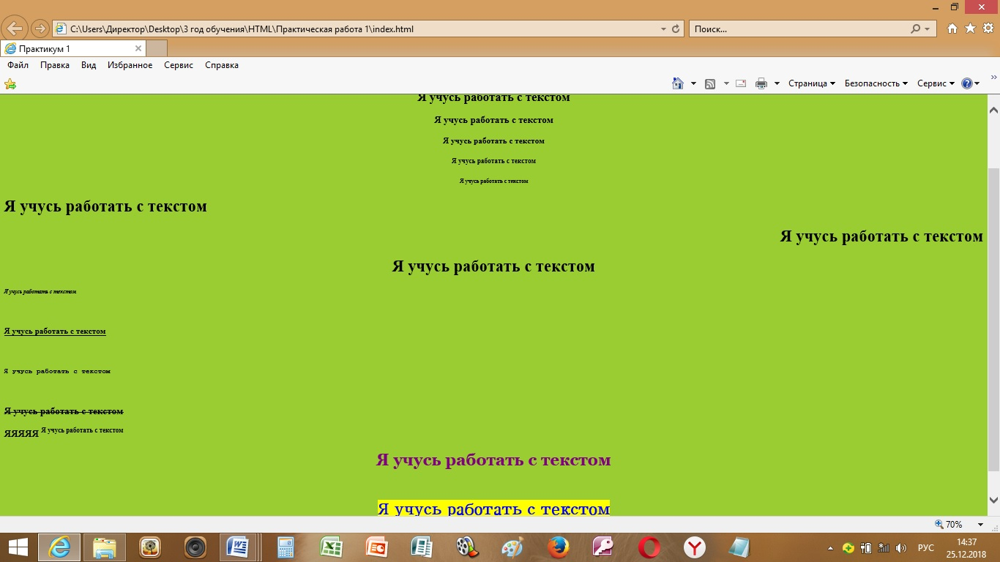 C:\Users\Директор\Desktop\3 год обучения\HTML\Практическая работа 1\index.html
Поиск...
Практикум 1
Файл Правка Вид Избранное Сервис Справка
Страница Безопасность Сервис
Я учусь работать с текстом
Я учусь работать с текстом
Я учусь работать с текстом
Я учусь работать с текстом
Я учусь работать с текстом
Я учусь работать с текстом
Я учусь работать с текстом
Я учусь работать с текстом
Я учусь работать с текстом
Я учусь работать с текстом
Я учусь работать с текстом
Я учусь работать с текстом
ЯЯЯЯЯ Я учусь работать с текстом
Я учусь работать с текстом
Я учусь работать с текстом
70%
РУС
14:37
25.12.2018